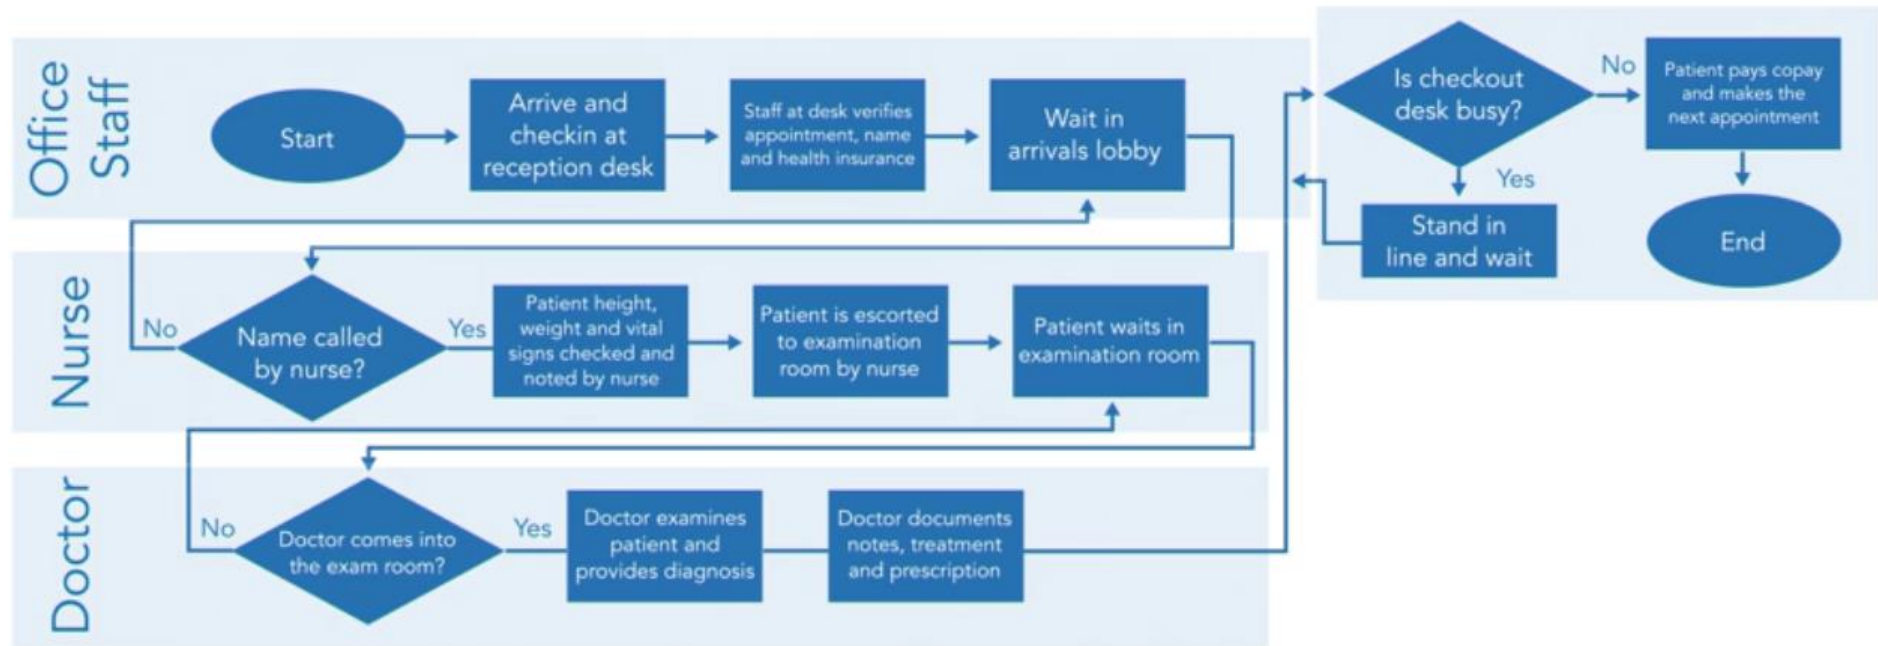 Office
Staff
Start
Arrive and
checkin at
reception desk
Staff at desk verifies
appointment, name
and health insurance
Wait in
arrivals lobby
Is checkout
desk busy?
No
Patient pays copay
and makes the
next appointment
Yes
Stand in
line and wait
End
Nurse
No
Name called
by nurse?
Yes
Patient height,
weight and vital
signs checked and
noted by nurse
Patient is escorted
to examination
room by nurse
Patient waits in
examination room
Doctor
No
Doctor comes into
the exam room?
Yes
Doctor examines
patient and
provides diagnosis
Doctor documents
notes, treatment
and prescription